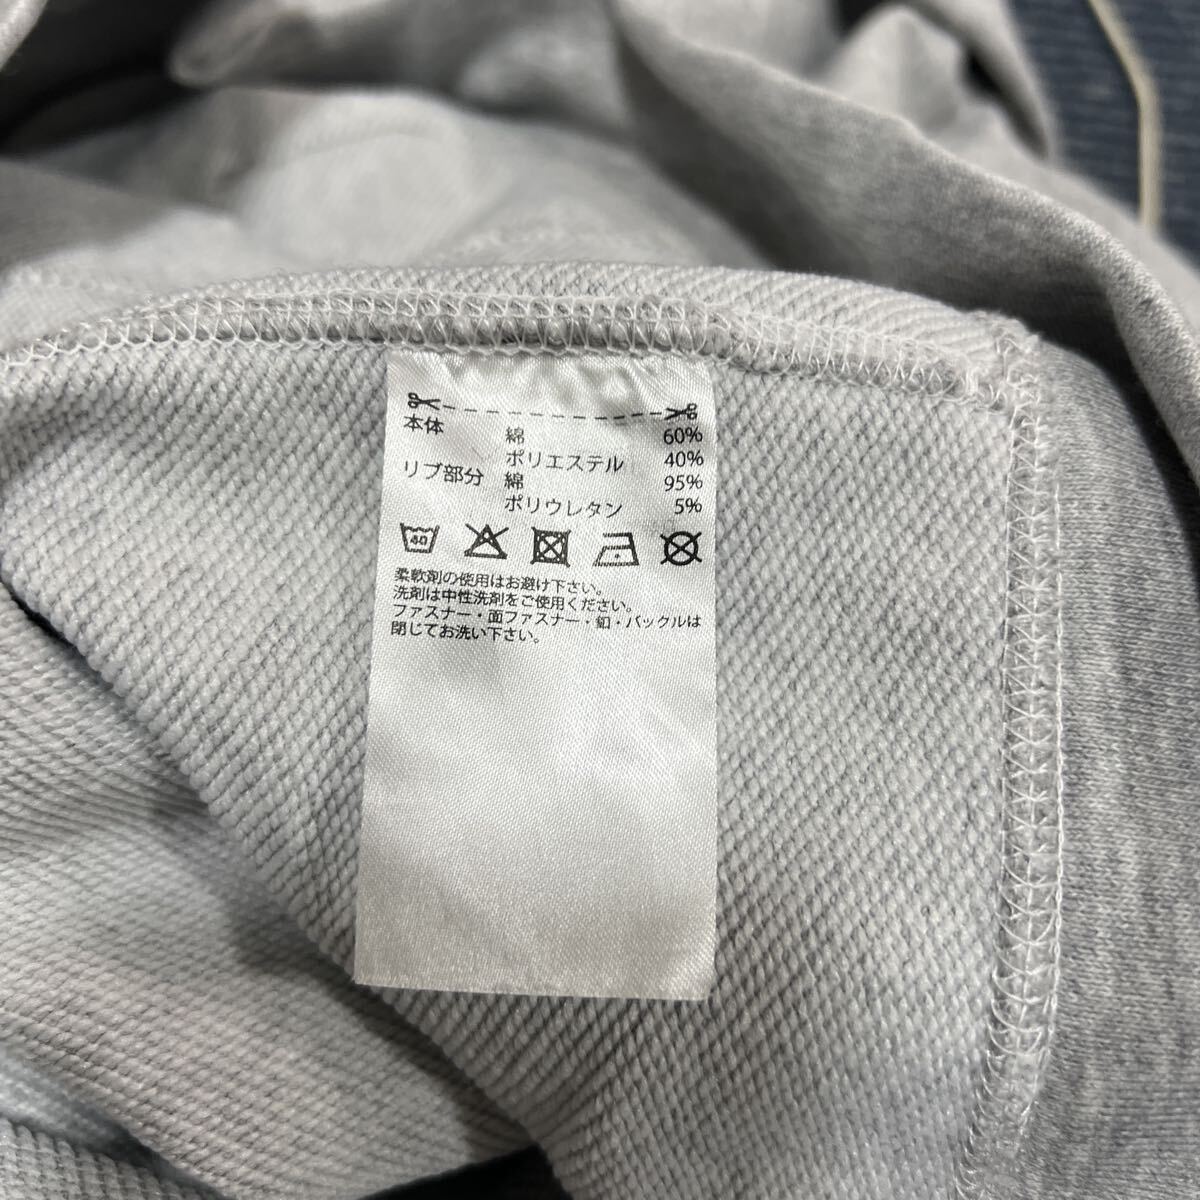 本体 綿 60%
ポリエステル 40%
リブ部分 綿 95%
ポリウレタン 5%
40
柔軟剤の使用はお避け下さい。
洗剤は中性洗剤をご使用ください。
ファスナー・面ファスナー・釦・バックルは
閉じてお洗い下さい。